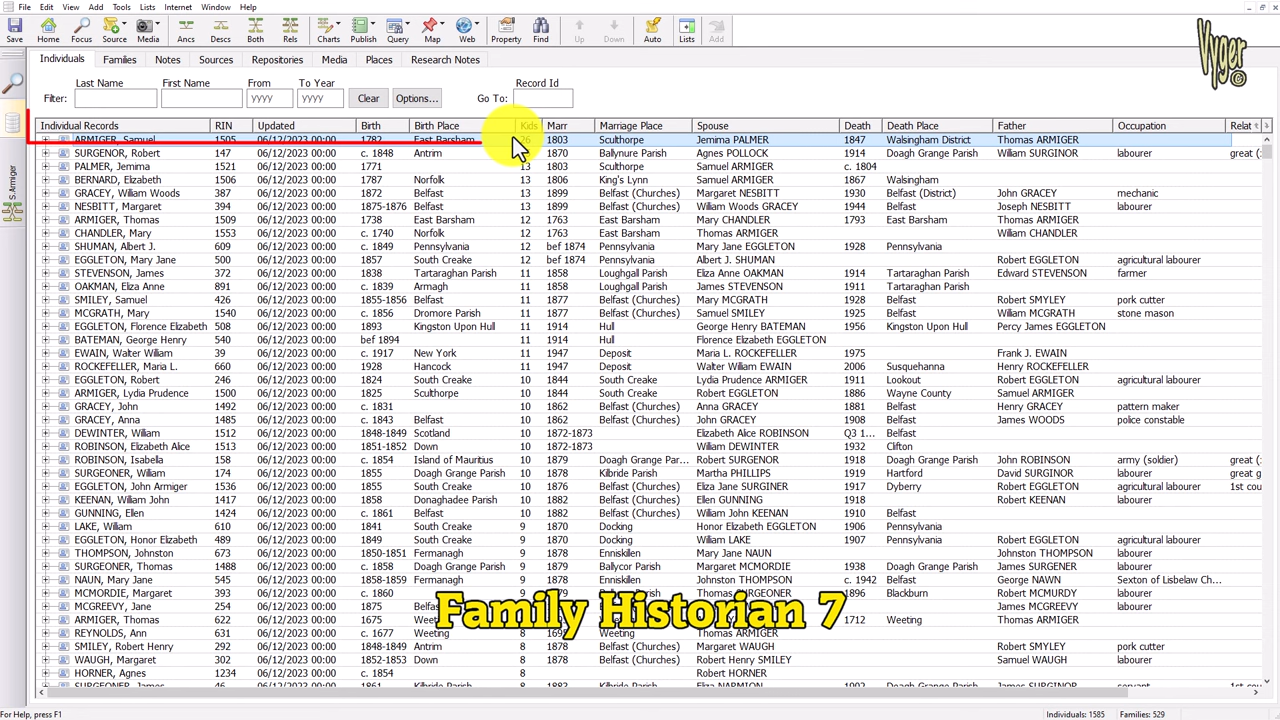 File Edit View Add Tools Lists Internet Window Help
Save Home Focus Source Media Ancs Descs Both Rels Charts Publish Query Map Web Property Find Up Down Auto Lists Add
Vyger ©
Individuals Families Notes Sources Repositories Media Places Research Notes
Last Name First Name From To Year Record Id
Filter: YYYY YYYY Clear Options... Go To:
S.Armiger
Individual Records RIN Updated Birth Birth Place Kids Marr Marriage Place Spouse Death Death Place Father Occupation Relat
ARMIGER, Samuel 1505 06/12/2023 00:00 1782 East Barsham 26 1803 Sculthorpe Jemima PALMER 1847 Walsingham District Thomas ARMIGER
SURGENOR, Robert 147 06/12/2023 00:00 c. 1848 Antrim 1870 Ballynure Parish Agnes POLLOCK 1914 Doagh Grange Parish William SURGINOR labourer great (
PALMER, Jemima 1521 06/12/2023 00:00 1771 13 1803 Sculthorpe Samuel ARMIGER c. 1804
BERNARD, Elizabeth 1506 06/12/2023 00:00 1787 Norfolk 13 1806 King's Lynn Samuel ARMIGER 1867 Walsingham
GRACEY, William Woods 387 06/12/2023 00:00 1872 Belfast 13 1899 Belfast (Churches) Margaret NESBITT 1930 Belfast (District) John GRACEY mechanic
NESBITT, Margaret 394 06/12/2023 00:00 1875-1876 Belfast 13 1899 Belfast (Churches) William Woods GRACEY 1944 Belfast Joseph NESBITT labourer
ARMIGER, Thomas 1509 06/12/2023 00:00 1738 East Barsham 12 1763 East Barsham Mary CHANDLER 1793 East Barsham Thomas ARMIGER
CHANDLER, Mary 1553 06/12/2023 00:00 c. 1740 Norfolk 12 1763 East Barsham Thomas ARMIGER William CHANDLER
SHUMAN, Albert J. 609 06/12/2023 00:00 c. 1849 Pennsylvania 12 bef 1874 Pennsylvania Mary Jane EGGLETON 1928 Pennsylvania
EGGLETON, Mary Jane 500 06/12/2023 00:00 1857 South Creake 12 bef 1874 Pennsylvania Albert J. SHUMAN Robert EGGLETON agricultural labourer
STEVENSON, James 372 06/12/2023 00:00 1838 Tartaraghan Parish 11 1858 Loughgall Parish Eliza Anne OAKMAN 1914 Tartaraghan Parish Edward STEVENSON farmer
OAKMAN, Eliza Anne 891 06/12/2023 00:00 c. 1839 Armagh 11 1858 Loughgall Parish James STEVENSON 1911 Tartaraghan Parish
SMILEY, Samuel 426 06/12/2023 00:00 1855-1856 Belfast 11 1877 Belfast (Churches) Mary MCGRATH 1928 Belfast Robert SMYLEY pork cutter
MCGRATH, Mary 1540 06/12/2023 00:00 c. 1856 Dromore Parish 11 1877 Belfast (Churches) Samuel SMILEY 1925 Belfast William MCGRATH stone mason
EGGLETON, Florence Elizabeth 508 06/12/2023 00:00 1893 Kingston Upon Hull 11 1914 Hull George Henry BATEMAN 1956 Kingston Upon Hull Percy James EGGLETON
BATEMAN, George Henry 540 06/12/2023 00:00 bef 1894 11 1914 Hull Florence Elizabeth EGGLETON
EWAIN, Walter William 339 06/12/2023 00:00 c. 1917 New York 11 1947 Deposit Maria L. ROCKEFELLER 1975 Frank J. EWAIN
ROCKEFELLER, Maria L. 660 06/12/2023 00:00 1928 Hancock 11 1947 Deposit Walter William EWAIN 2006 Susquehanna Henry ROCKEFELLER
EGGLETON, Robert 246 06/12/2023 00:00 1824 South Creake 10 1844 South Creake Lydia Prudence ARMIGER 1911 Lookout Robert EGGLETON agricultural labourer
ARMIGER, Lydia Prudence 1500 06/12/2023 00:00 1825 Sculthorpe 10 1844 South Creake Robert EGGLETON 1886 Wayne County Samuel ARMIGER
GRACEY, John 1492 06/12/2023 00:00 c. 1831 10 1862 Belfast (Churches) Anna GRACEY 1881 Belfast Henry GRACEY pattern maker
GRACEY, Anna 1485 06/12/2023 00:00 c. 1843 Belfast 10 1862 Belfast (Churches) John GRACEY 1908 Belfast James WOODS police constable
DEWINTER, William 1512 06/12/2023 00:00 1848-1849 Scotland 10 1872-1873 Elizabeth Alice ROBINSON Q3 1... Belfast
ROBINSON, Elizabeth Alice 1513 06/12/2023 00:00 1851-1852 Down 10 1872-1873 William DEWINTER 1932 Clifton
ROBINSON, Isabella 158 06/12/2023 00:00 c. 1854 Island of Mauritius 10 Doagh Grange Par... Robert SURGENOR 1918 Doagh Grange Parish John ROBINSON army (soldier) great (
SURGEONER, William 174 06/12/2023 00:00 1855 Doagh Grange Parish 10 1888 Kilbride Parish Martha PHILLIPS 1919 Hartford David SURGINOR labourer great g
EGGLETON, John Armiger 1536 06/12/2023 00:00 1855 South Creake 10 1876 Eliza Jane SURGINER 1917 Dyberry Robert EGGLETON labourer 1st cou
KEENAN, William John 1417 06/12/2023 00:00 1858 Donaghadee Parish 10 1882 Belfast (Churches) Ellen GUNNING 1918 Robert KEENAN labourer
GUNNING, Ellen 1424 06/12/2023 00:00 c. 1861 Down 10 1882 Belfast (Churches) William John KEENAN 1910 Belfast
LAKE, William 610 06/12/2023 00:00 1841 South Creake 9 1870 Docking Honor Elizabeth EGGLETON 1906 Pennsylvania
EGGLETON, Honor Elizabeth 489 06/12/2023 00:00 1849 South Creake 9 1870 Docking William LAKE 1907 Pennsylvania Robert EGGLETON agricultural labourer
THOMPSON, Johnston 673 06/12/2023 00:00 1850-1851 Fermanagh 9 1878 Enniskillen Mary Jane NAUN Johnston THOMPSON labourer
SURGEONER, Thomas 168 06/12/2023 00:00 1858 Doagh Grange Parish 9 1879 Ballycor Parish Margaret MCMORDIE 1938 Doagh Grange Parish Robert SURGINOR labourer great (
NAUN, Mary Jane 545 06/12/2023 00:00 1858-1859 Fermanagh 9 1878 Enniskillen Johnston THOMPSON c. 1942 George NAWN Sexton of Lisbelaw Ch...
MCMORDIE, Margaret 290 06/12/2023 00:00 1896 Blackburn Robert MCMURDY labourer
MCGREEVY, Jane 254 06/12/2023 00:00 James MCGREEVY labourer
ARMIGER, Thomas 622 06/12/2023 00:00 c. 1675 Weeting 1712 Weeting Thomas ARMIGER
Family Historian 7
REYNOLDS, Ann 631 06/12/2023 00:00 c. 1677 Weeting 8 Weeting Thomas ARMIGER
SMILEY, Robert Henry 292 06/12/2023 00:00 1848-1849 Antrim 8 1878 Belfast (Churches) Margaret WAUGH Robert SMILEY pork cutter
WAUGH, Margaret 302 06/12/2023 00:00 1852-1853 Down 8 1878 Belfast (Churches) Robert Henry SMILEY Samuel WAUGH labourer
HORNER, Agnes 1234 06/12/2023 00:00 8 Robert HORNER
For Help, press F1 Individuals: 1585 Families: 529